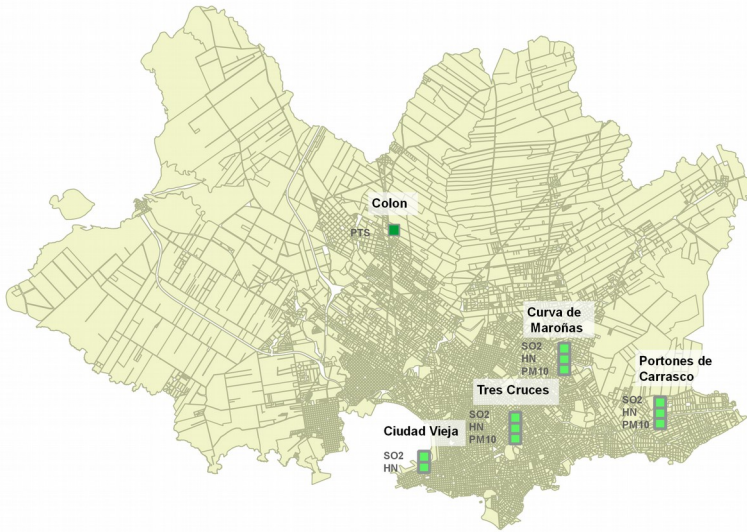 Colon
PTS
Curva de
Maroñas
SO2
HN
PM10
Portones de
Carrasco
SO2
HN
PM10
Tres Cruces
SO2
HN
PM10
Ciudad Vieja
SO2
HN